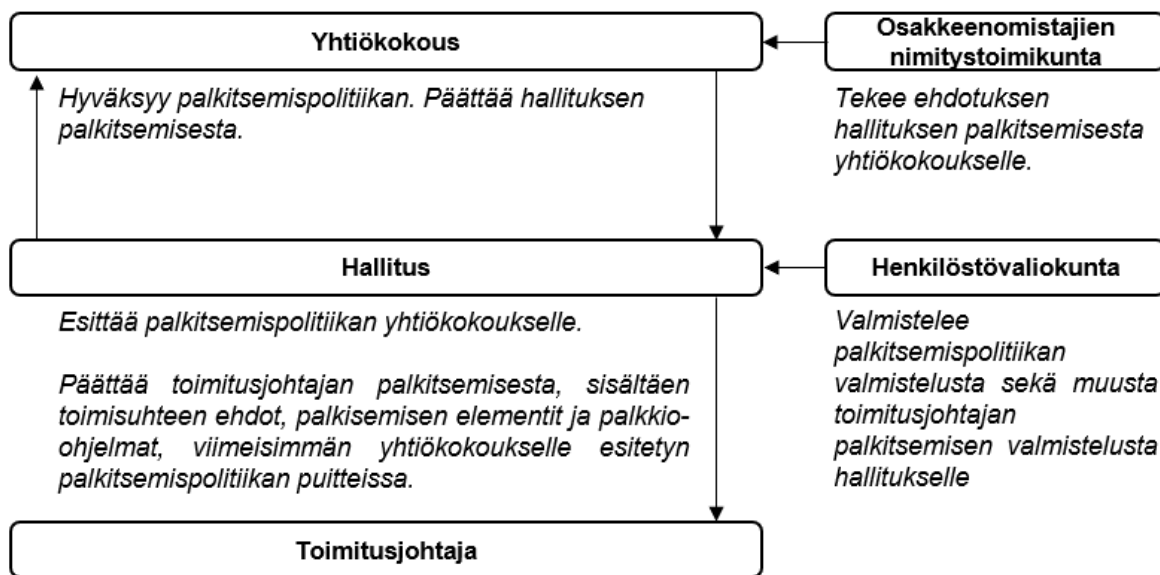 Yhtiökokous
Osakkeenomistajien
nimitystoimikunta
Hyväksyy palkitsemispolitiikan. Päättää hallituksen
palkitsemisesta.
Tekee ehdotuksen
hallituksen palkitsemisesta
yhtiökokoukselle.
Hallitus
Henkilöstövaliokunta
Esittää palkitsemispolitiikan yhtiökokoukselle.
Päättää toimitusjohtajan palkitsemisesta, sisältäen
toimisuhteen ehdot, palkisemisen elementit ja palkkio-
ohjelmat, viimeisimmän yhtiökokoukselle esitetyn
palkitsemispolitiikan puitteissa.
Valmistelee
palkitsemispolitiikan
valmistelusta sekä muusta
toimitusjohtajan
palkitsemisen valmistelusta
hallitukselle
Toimitusjohtaja